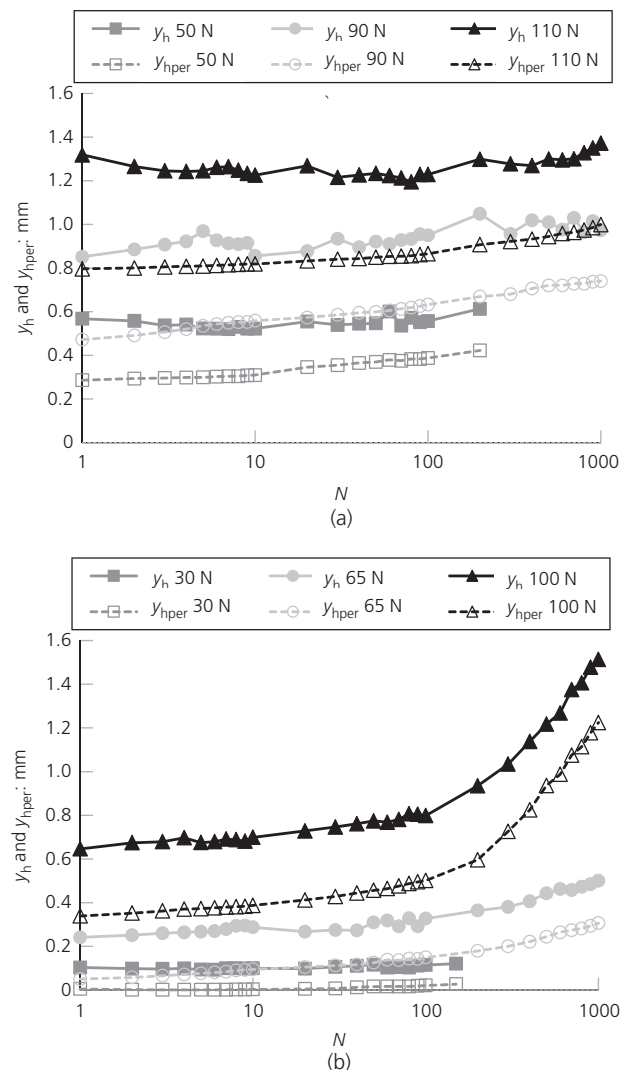 yh 50 N yh 90 N yh 110 N
yhper 50 N yhper 90 N yhper 110 N
1.6
1.4
1.2
1.0
0.8
0.6
0.4
0.2
0
yh and yhper: mm
1 10 100 1000
N
(a)
yh 30 N yh 65 N yh 100 N
yhper 30 N yhper 65 N yhper 100 N
1.6
1.4
1.2
1.0
0.8
0.6
0.4
0.2
0
yh and yhper: mm
1 10 100 1000
N
(b)